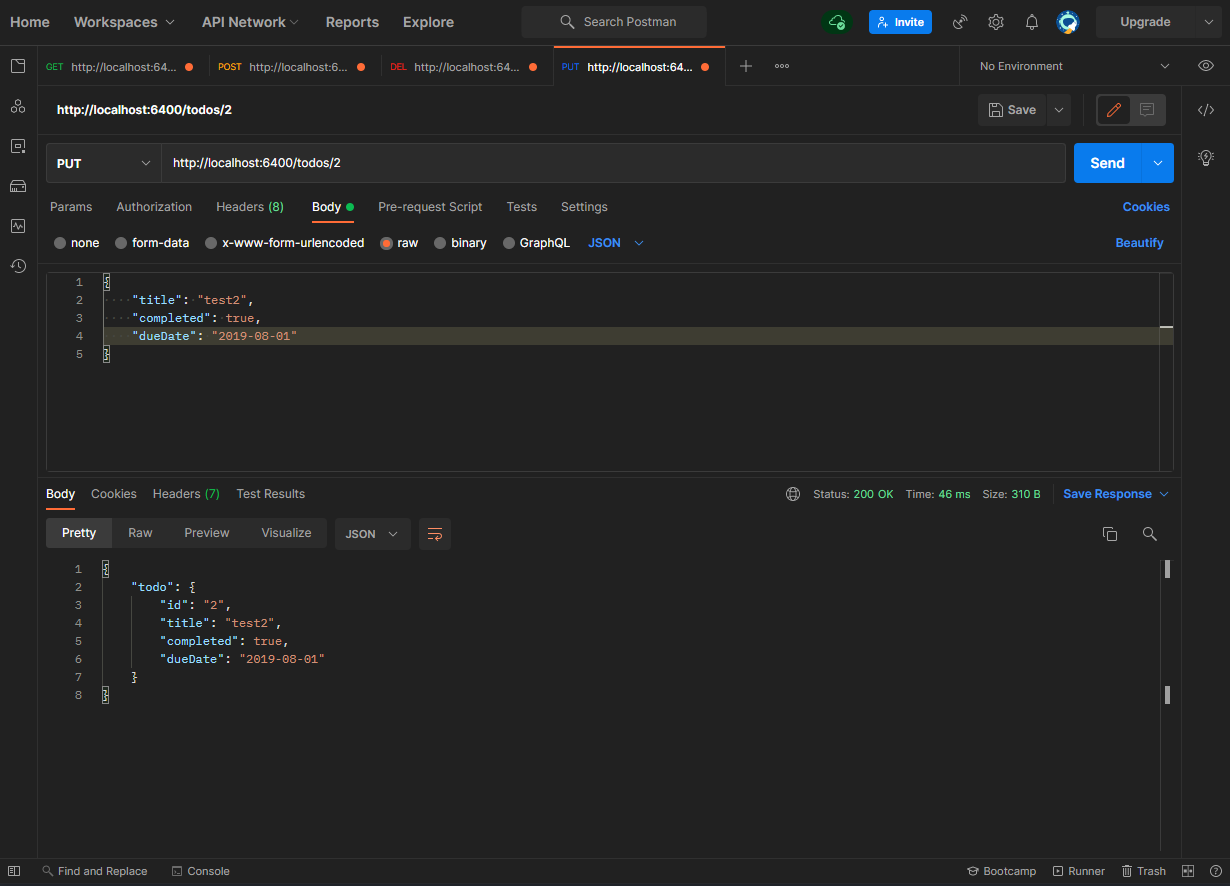 Home Workspaces API Network Reports Explore Search Postman Invite Upgrade
GET http://localhost:64... POST http://localhost:6... DEL http://localhost:64... PUT http://localhost:64... No Environment
http://localhost:6400/todos/2 Save
PUT http://localhost:6400/todos/2 Send
Params Authorization Headers (8) Body Pre-request Script Tests Settings Cookies
none form-data x-www-form-urlencoded raw binary GraphQL JSON Beautify
1 {
2 "title": "test2",
3 "completed": true,
4 "dueDate": "2019-08-01"
5 }
Body Cookies Headers (7) Test Results Status: 200 OK Time: 46 ms Size: 310 B Save Response
Pretty Raw Preview Visualize JSON
1 {
2 "todo": {
3 "id": "2",
4 "title": "test2",
5 "completed": true,
6 "dueDate": "2019-08-01"
7 }
8 }
Find and Replace Console Bootcamp Runner Trash